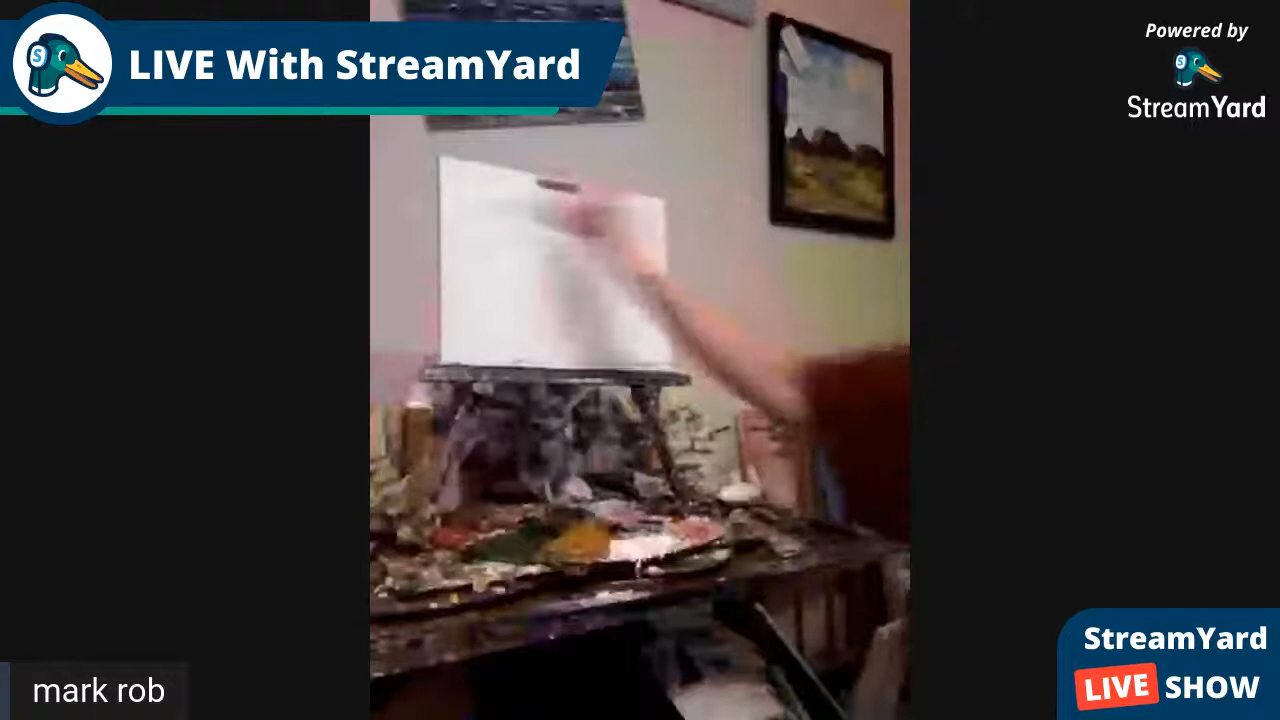 LIVE With StreamYard
Powered by
StreamYard
mark rob
StreamYard
LIVE SHOW